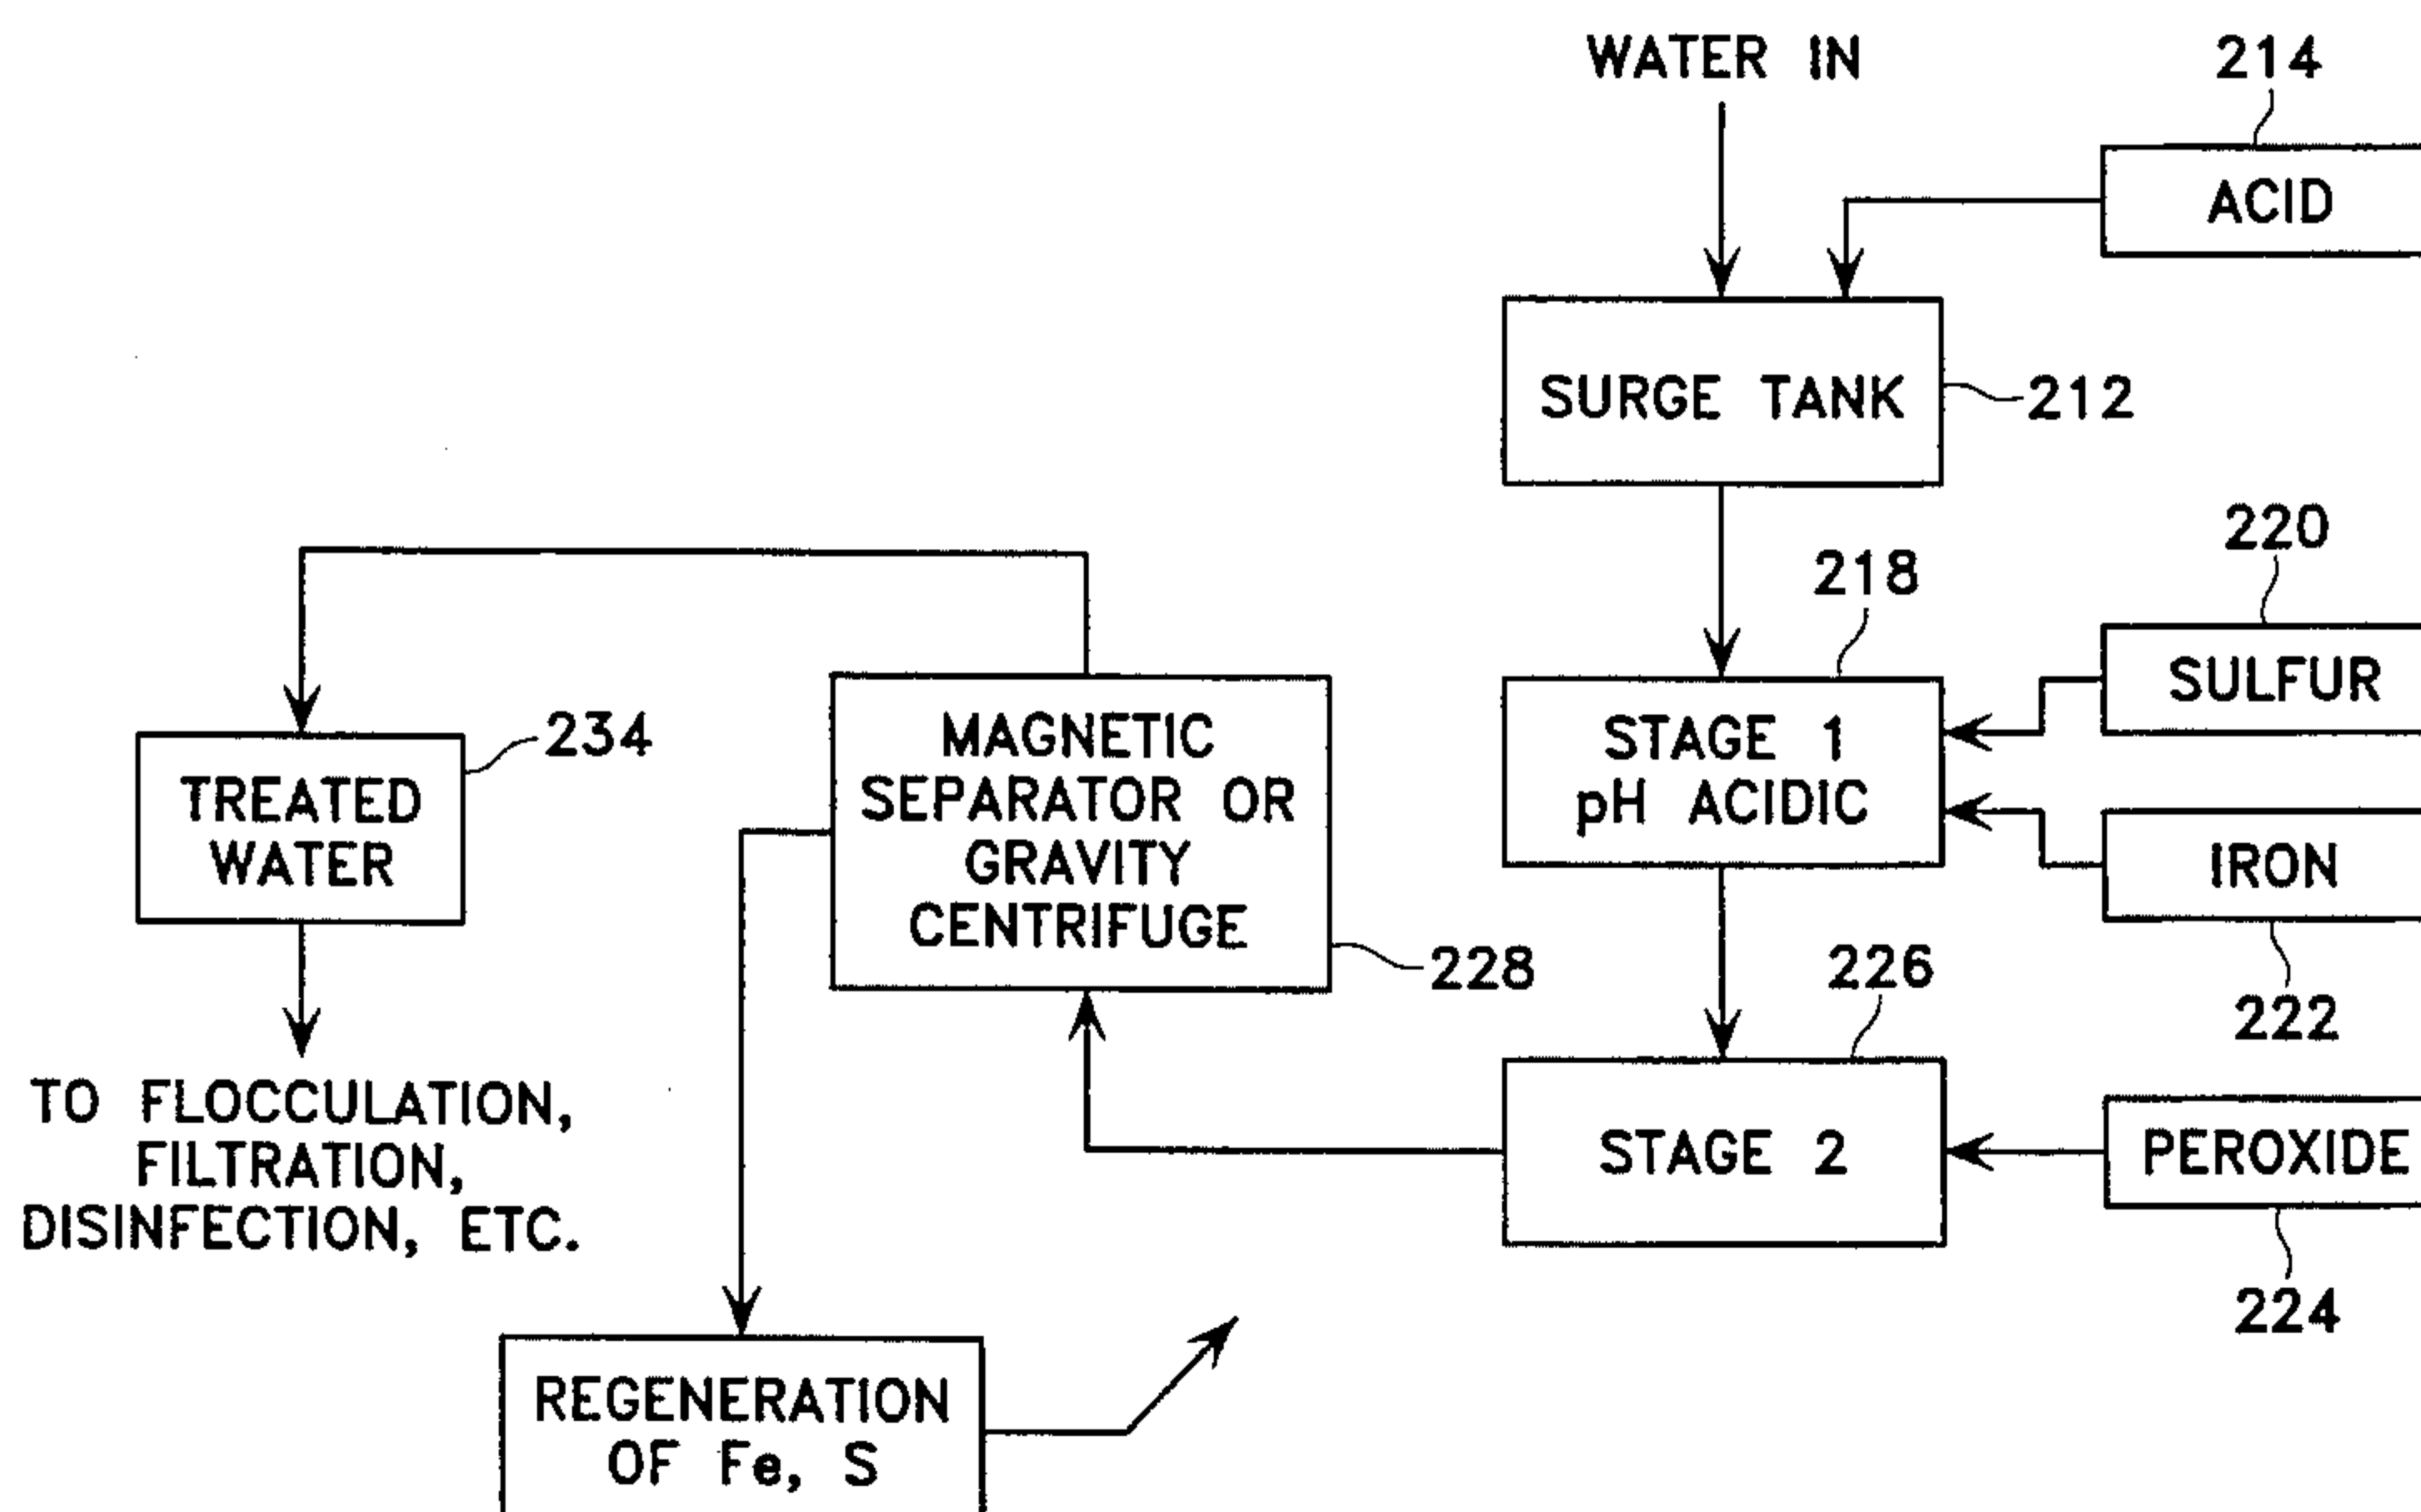 WATER IN
214
ACID
SURGE TANK
212
220
218
SULFUR
STAGE 1
pH ACIDIC
IRON
222
234
TREATED
WATER
MAGNETIC
SEPARATOR OR
GRAVITY
CENTRIFUGE
228
226
STAGE 2
PEROXIDE
224
TO FLOCCULATION,
FILTRATION,
DISINFECTION, ETC.
REGENERATION
OF Fe, S